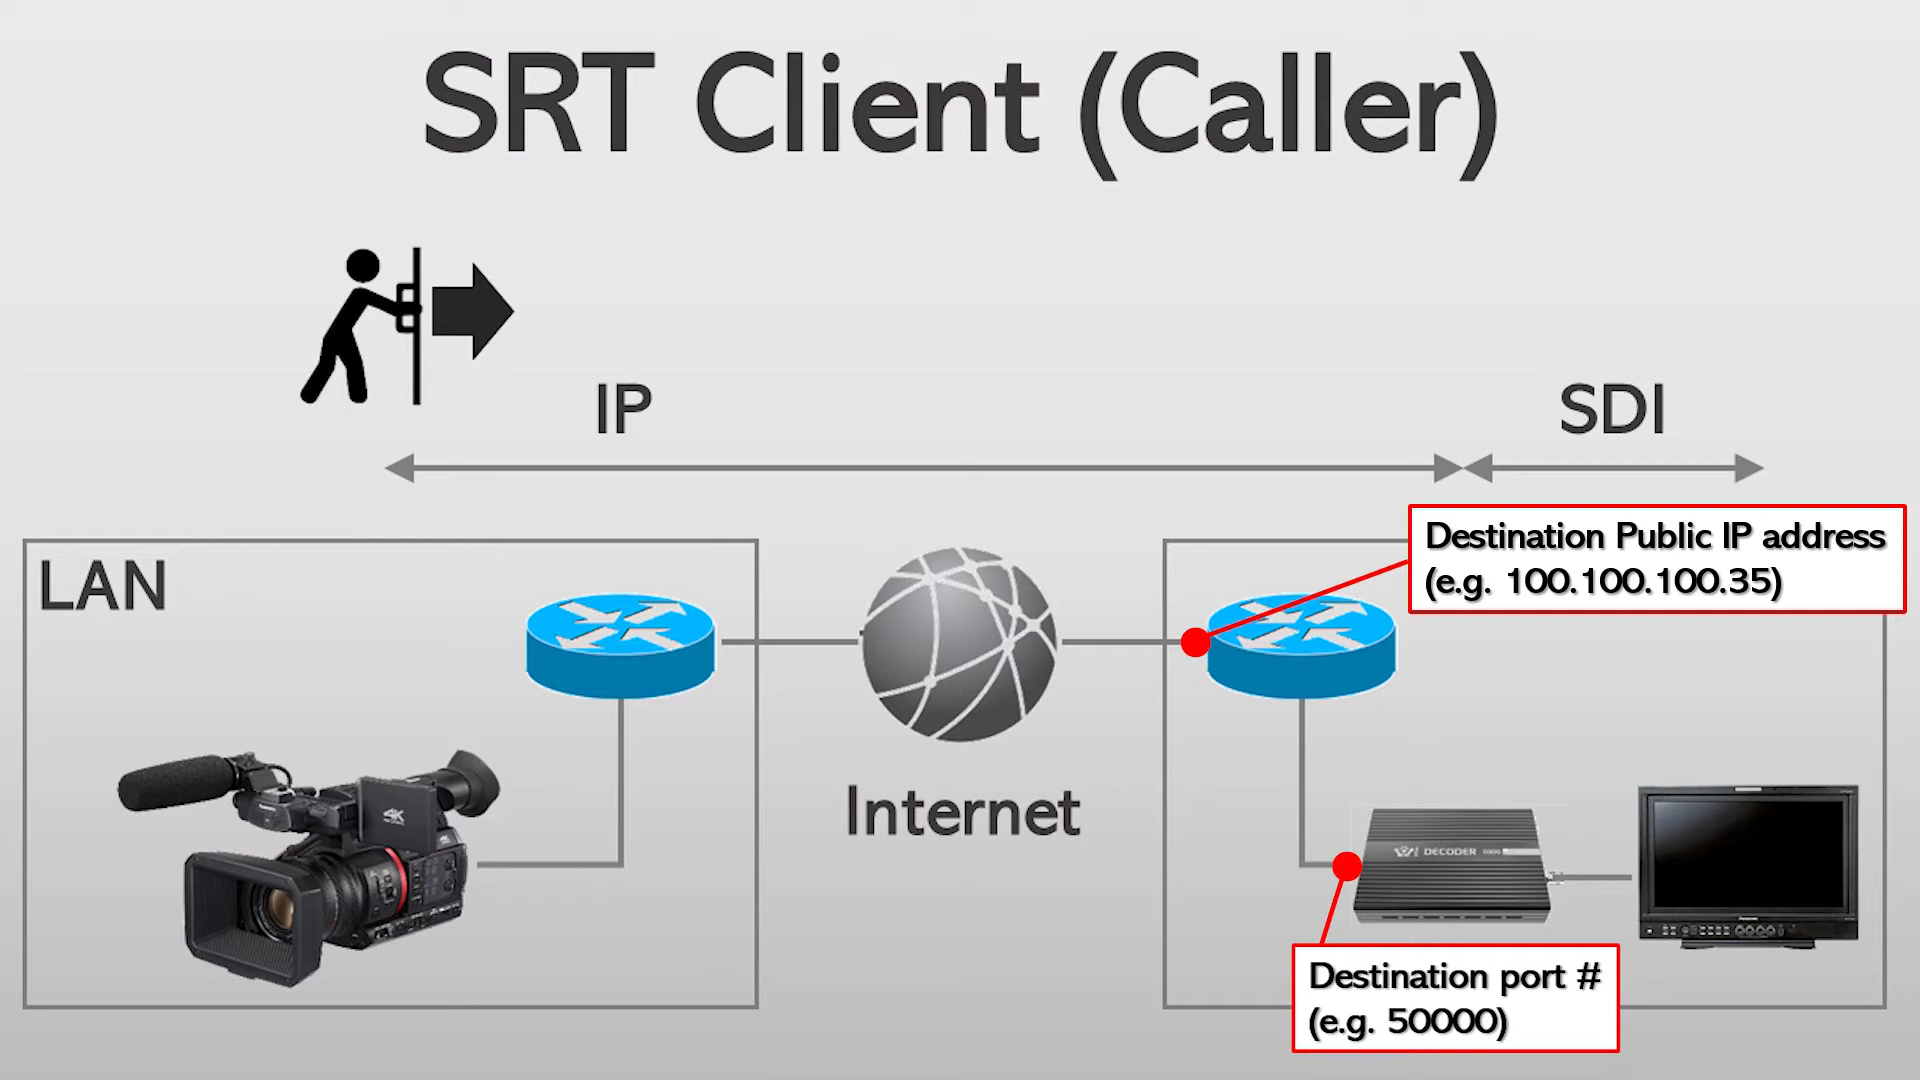 SRT Client (Caller)
IP
SDI
Destination Public IP address
(e.g. 100.100.100.35)
LAN
Internet
4K
DECODER
Destination port #
(e.g. 50000)